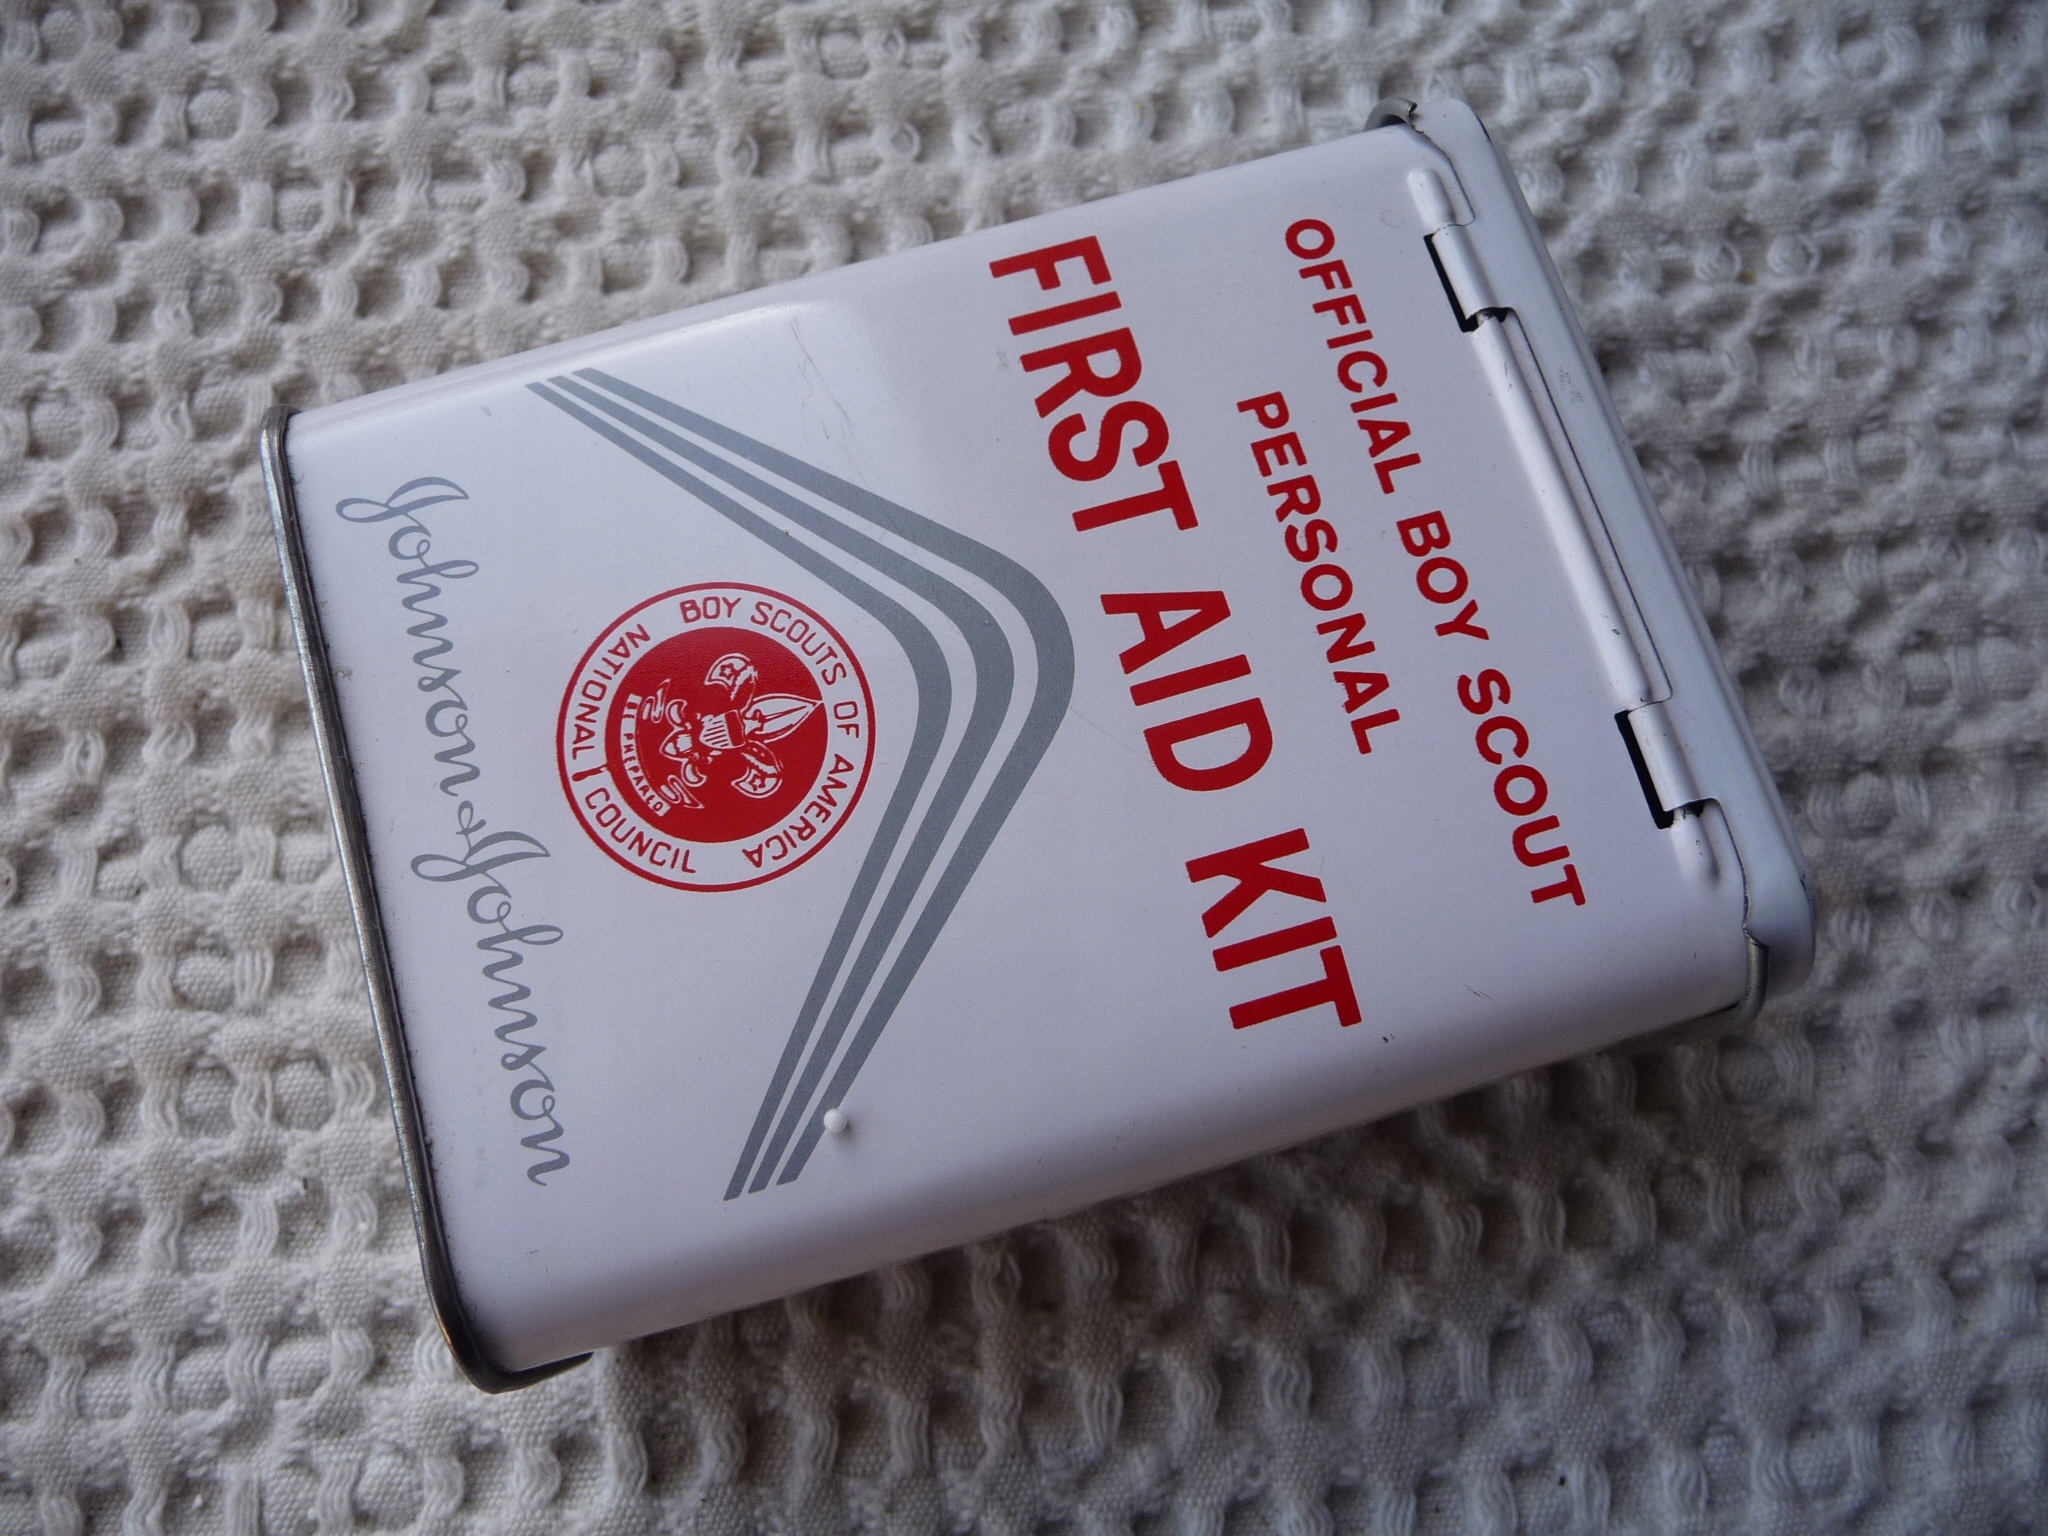 OFFICIAL BOY SCOUT
PERSONAL
FIRST AID KIT
BOY SCOUTS OF AMERICA
NATIONAL COUNCIL
BE PREPARED
Johnson & Johnson